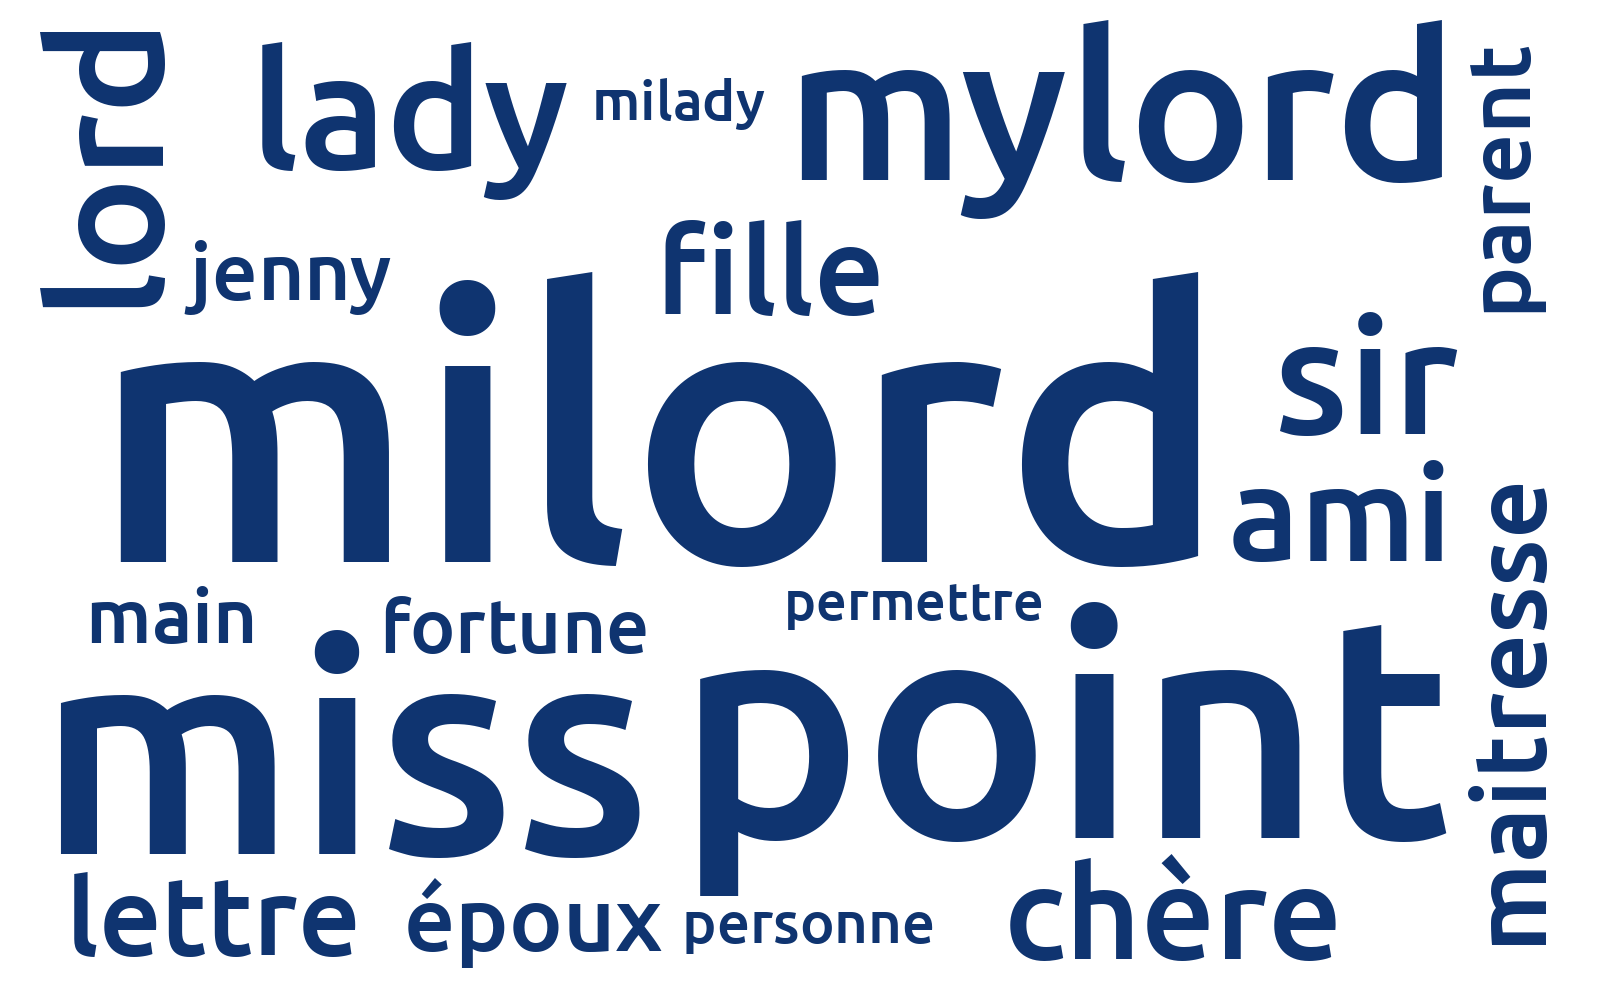 lord
lady
milady
mylord
parent
jenny
fille
milord
sir
ami
main
fortune
permettre
miss
point
maitresse
lettre
époux
personne
chère